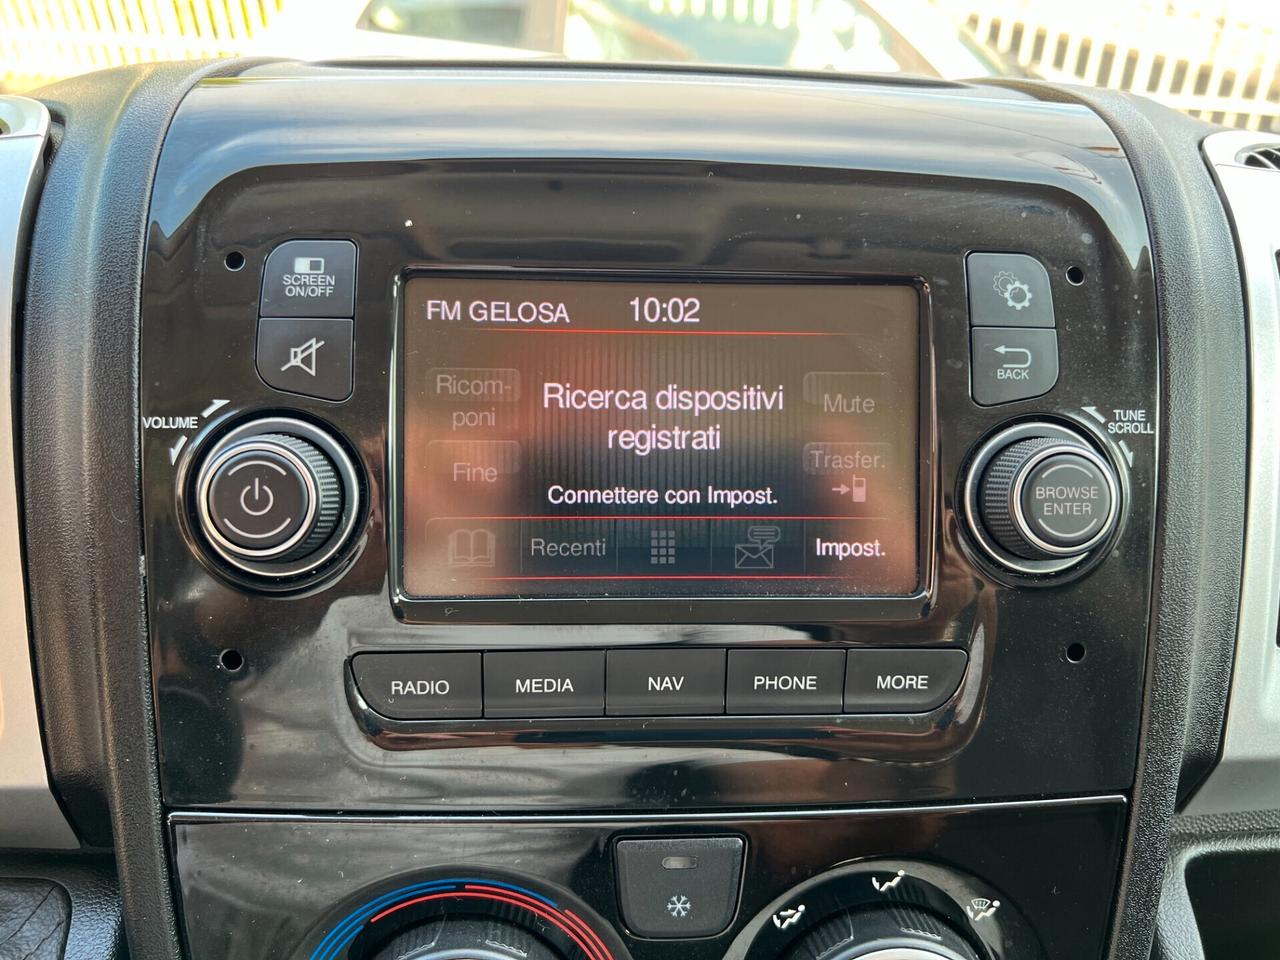 SCREEN
ON/OFF
VOLUME
FM GELOSA 10:02
Ricom-
poni
Fine
Ricerca dispositivi
registrati
Connettere con Impost.
Mute
Trasfer.
Recenti
Impost.
BACK
TUNE
SCROLL
BROWSE
ENTER
RADIO
MEDIA
NAV
PHONE
MORE